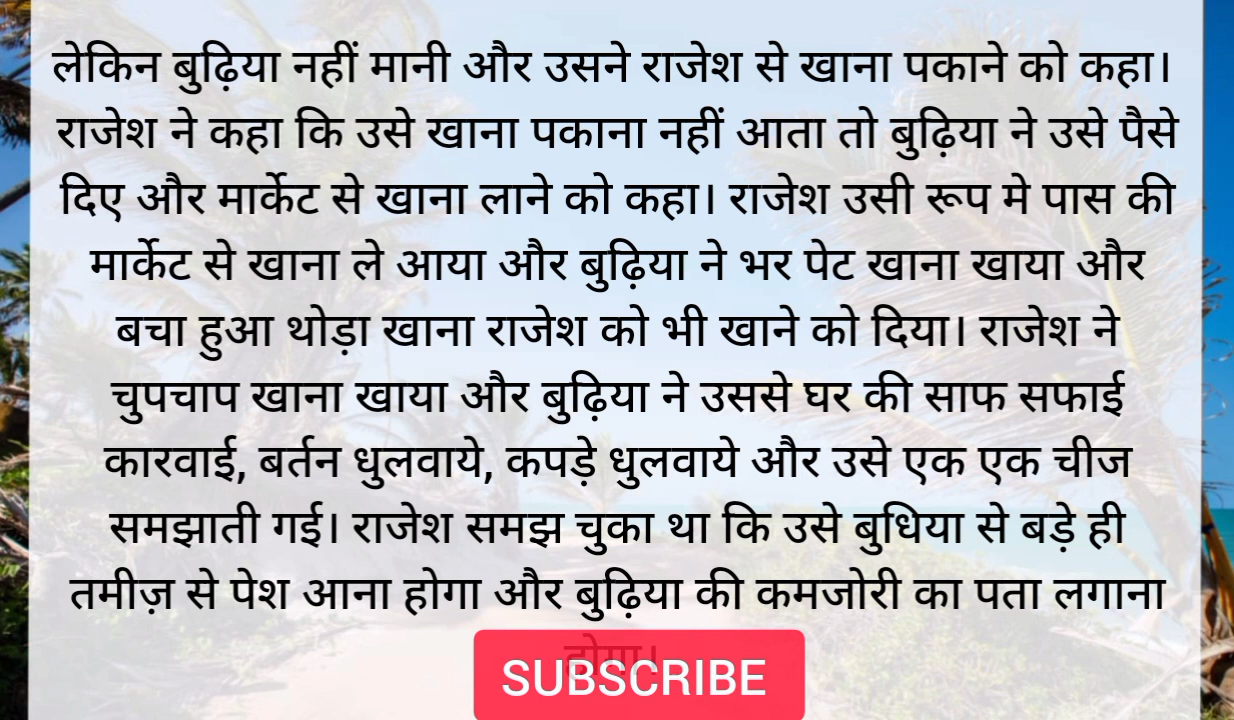 लेकिन बुढ़िया नहीं मानी और उसने राजेश से खाना पकाने को कहा।
राजेश ने कहा कि उसे खाना पकाना नहीं आता तो बुढ़िया ने उसे पैसे
दिए और मार्केट से खाना लाने को कहा। राजेश उसी रूप मे पास की
मार्केट से खाना ले आया और बुढ़िया ने भर पेट खाना खाया और
बचा हुआ थोड़ा खाना राजेश को भी खाने को दिया। राजेश ने
चुपचाप खाना खाया और बुढ़िया ने उससे घर की साफ सफाई
कारवाई, बर्तन धुलवाये, कपड़े धुलवाये और उसे एक एक चीज
समझाती गई। राजेश समझ चुका था कि उसे बुधिया से बड़े ही
तमीज़ से पेश आना होगा और बुढ़िया की कमजोरी का पता लगाना
होगा।
SUBSCRIBE